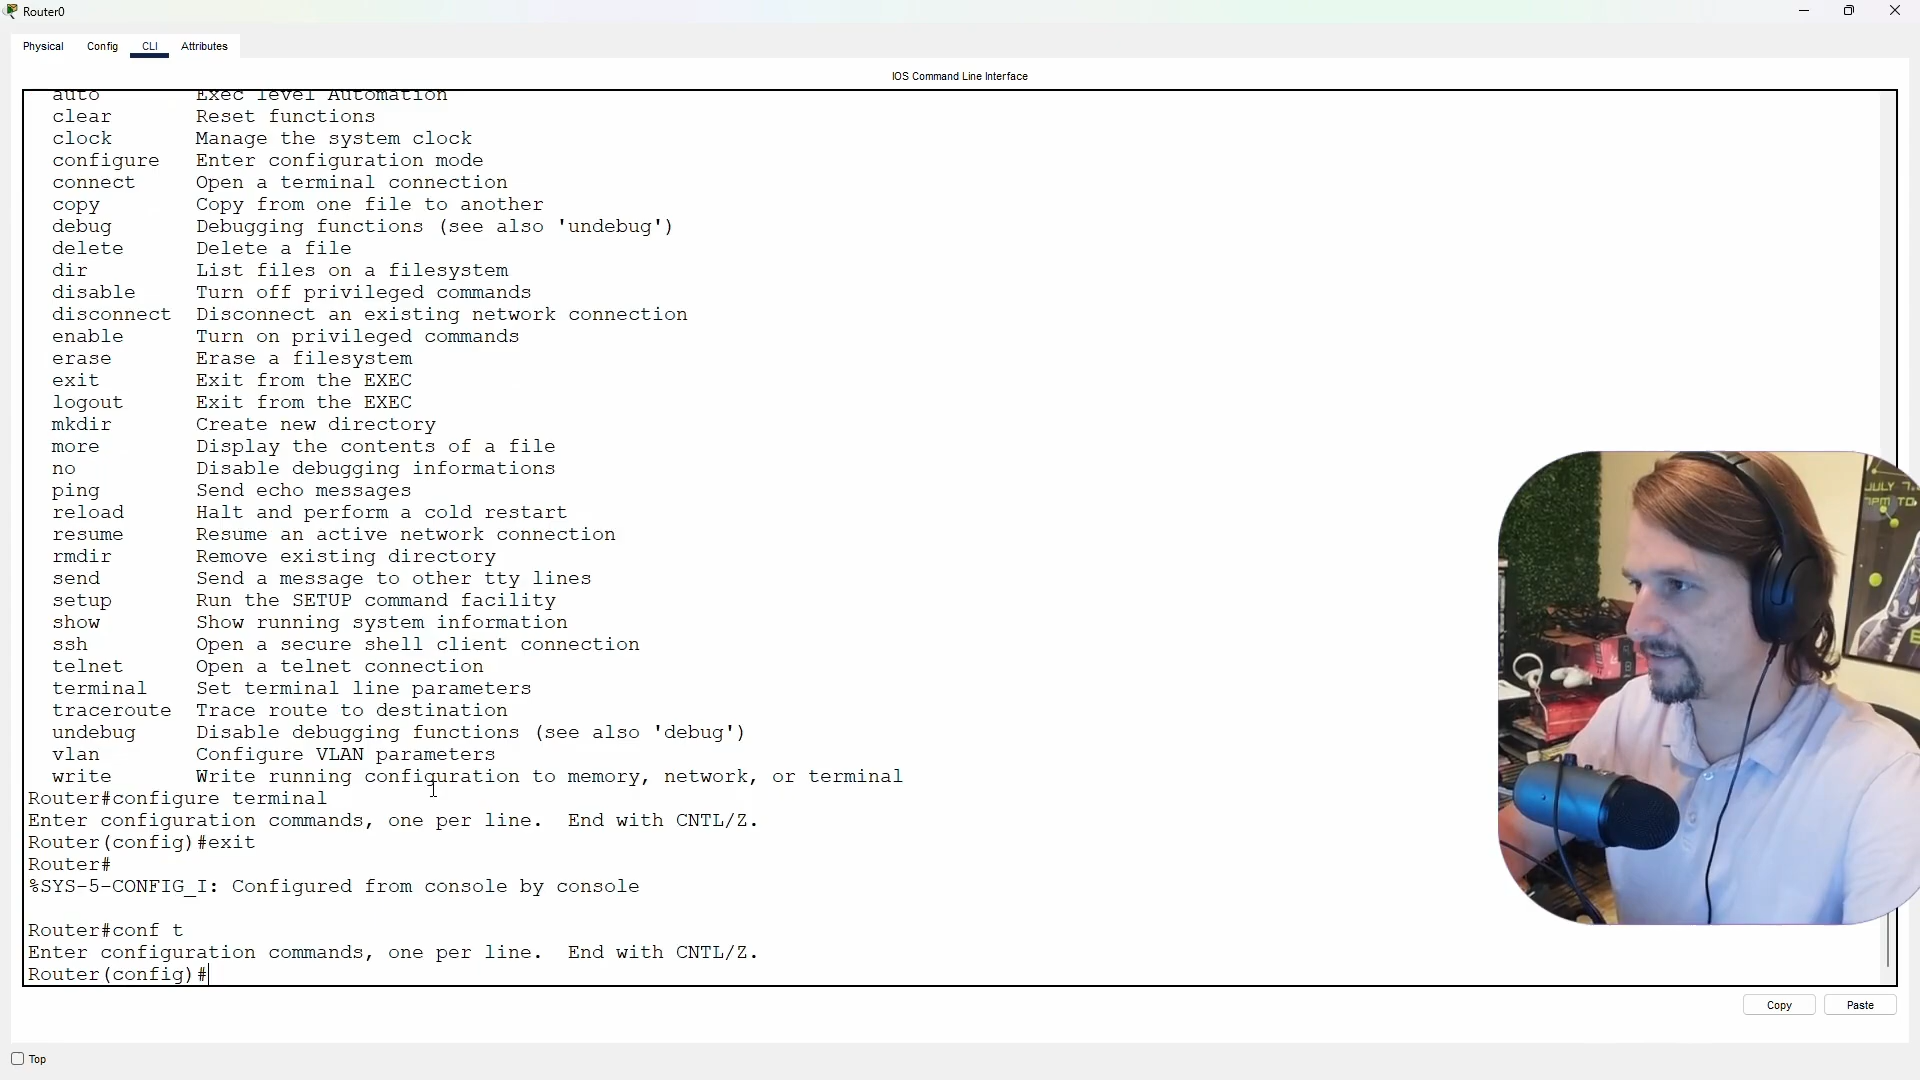 Router0
Physical Config CLI Attributes
IOS Command Line Interface
auto Exec level Automation
clear Reset functions
clock Manage the system clock
configure Enter configuration mode
connect Open a terminal connection
copy Copy from one file to another
debug Debugging functions (see also 'undebug')
delete Delete a file
dir List files on a filesystem
disable Turn off privileged commands
disconnect Disconnect an existing network connection
enable Turn on privileged commands
erase Erase a filesystem
exit Exit from the EXEC
logout Exit from the EXEC
mkdir Create new directory
more Display the contents of a file
no Disable debugging informations
ping Send echo messages
reload Halt and perform a cold restart
resume Resume an active network connection
rmdir Remove existing directory
send Send a message to other tty lines
setup Run the SETUP command facility
show Show running system information
ssh Open a secure shell client connection
telnet Open a telnet connection
terminal Set terminal line parameters
traceroute Trace route to destination
undebug Disable debugging functions (see also 'debug')
vlan Configure VLAN parameters
write Write running configuration to memory, network, or terminal
Router#configure terminal
Enter configuration commands, one per line. End with CNTL/Z.
Router(config)#exit
Router#
%SYS-5-CONFIG_I: Configured from console by console
Router#conf t
Enter configuration commands, one per line. End with CNTL/Z.
Router(config)#
JULY
Copy Paste
Top